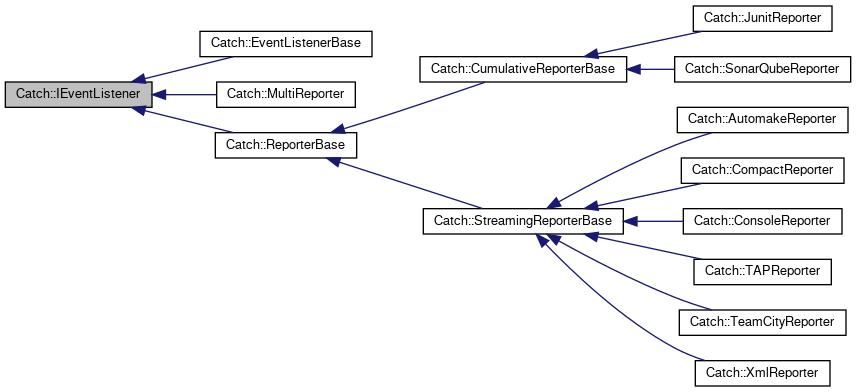 Catch::IEventListener
Catch::EventListenerBase
Catch::MultiReporter
Catch::ReporterBase
Catch::CumulativeReporterBase
Catch::StreamingReporterBase
Catch::JunitReporter
Catch::SonarQubeReporter
Catch::AutomakeReporter
Catch::CompactReporter
Catch::ConsoleReporter
Catch::TAPReporter
Catch::TeamCityReporter
Catch::XmlReporter